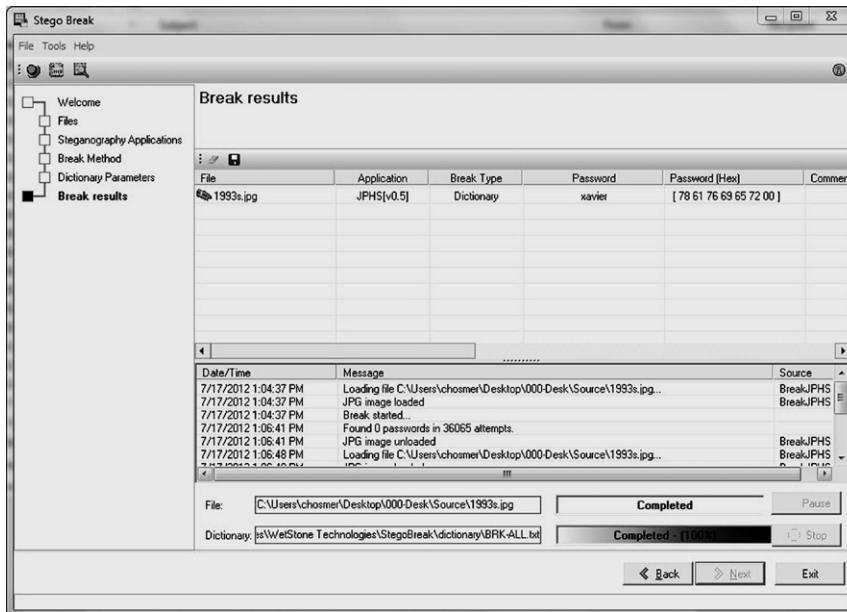 Stego Break
File Tools Help
Welcome
Files
Steganography Applications
Break Method
Dictionary Parameters
Break results
Break results
File Application Break Type Password Password (Hex) Commen
1993s.jpg JPHS[v0.5] Dictionary xavier [ 78 61 76 69 65 72 00 ]
Date/Time Message Source
7/17/2012 1:04:37 PM Loading file C:\Users\chosmer\Desktop\000-Desk\Source\1993s.jpg... BreakJPHS
7/17/2012 1:04:37 PM JPG image loaded BreakJPHS
7/17/2012 1:04:37 PM Break started...
7/17/2012 1:06:41 PM Found 0 passwords in 36065 attempts.
7/17/2012 1:06:41 PM JPG image unloaded BreakJPHS
7/17/2012 1:06:48 PM Loading file C:\Users\chosmer\Desktop\000-Desk\Source\1993s.jpg... BreakJPHS
File: C:\Users\chosmer\Desktop\000-Desk\Source\1993s.jpg Completed Pause
Dictionary: ss\WetStone Technologies\StegoBreak\dictionary\BRK-ALL.txt Completed - (100%) Stop
Back Next Exit